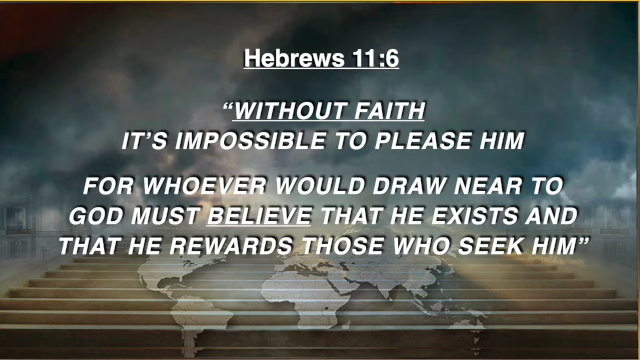 Hebrews 11:6
“WITHOUT FAITH
IT’S IMPOSSIBLE TO PLEASE HIM
FOR WHOEVER WOULD DRAW NEAR TO
GOD MUST BELIEVE THAT HE EXISTS AND
THAT HE REWARDS THOSE WHO SEEK HIM”